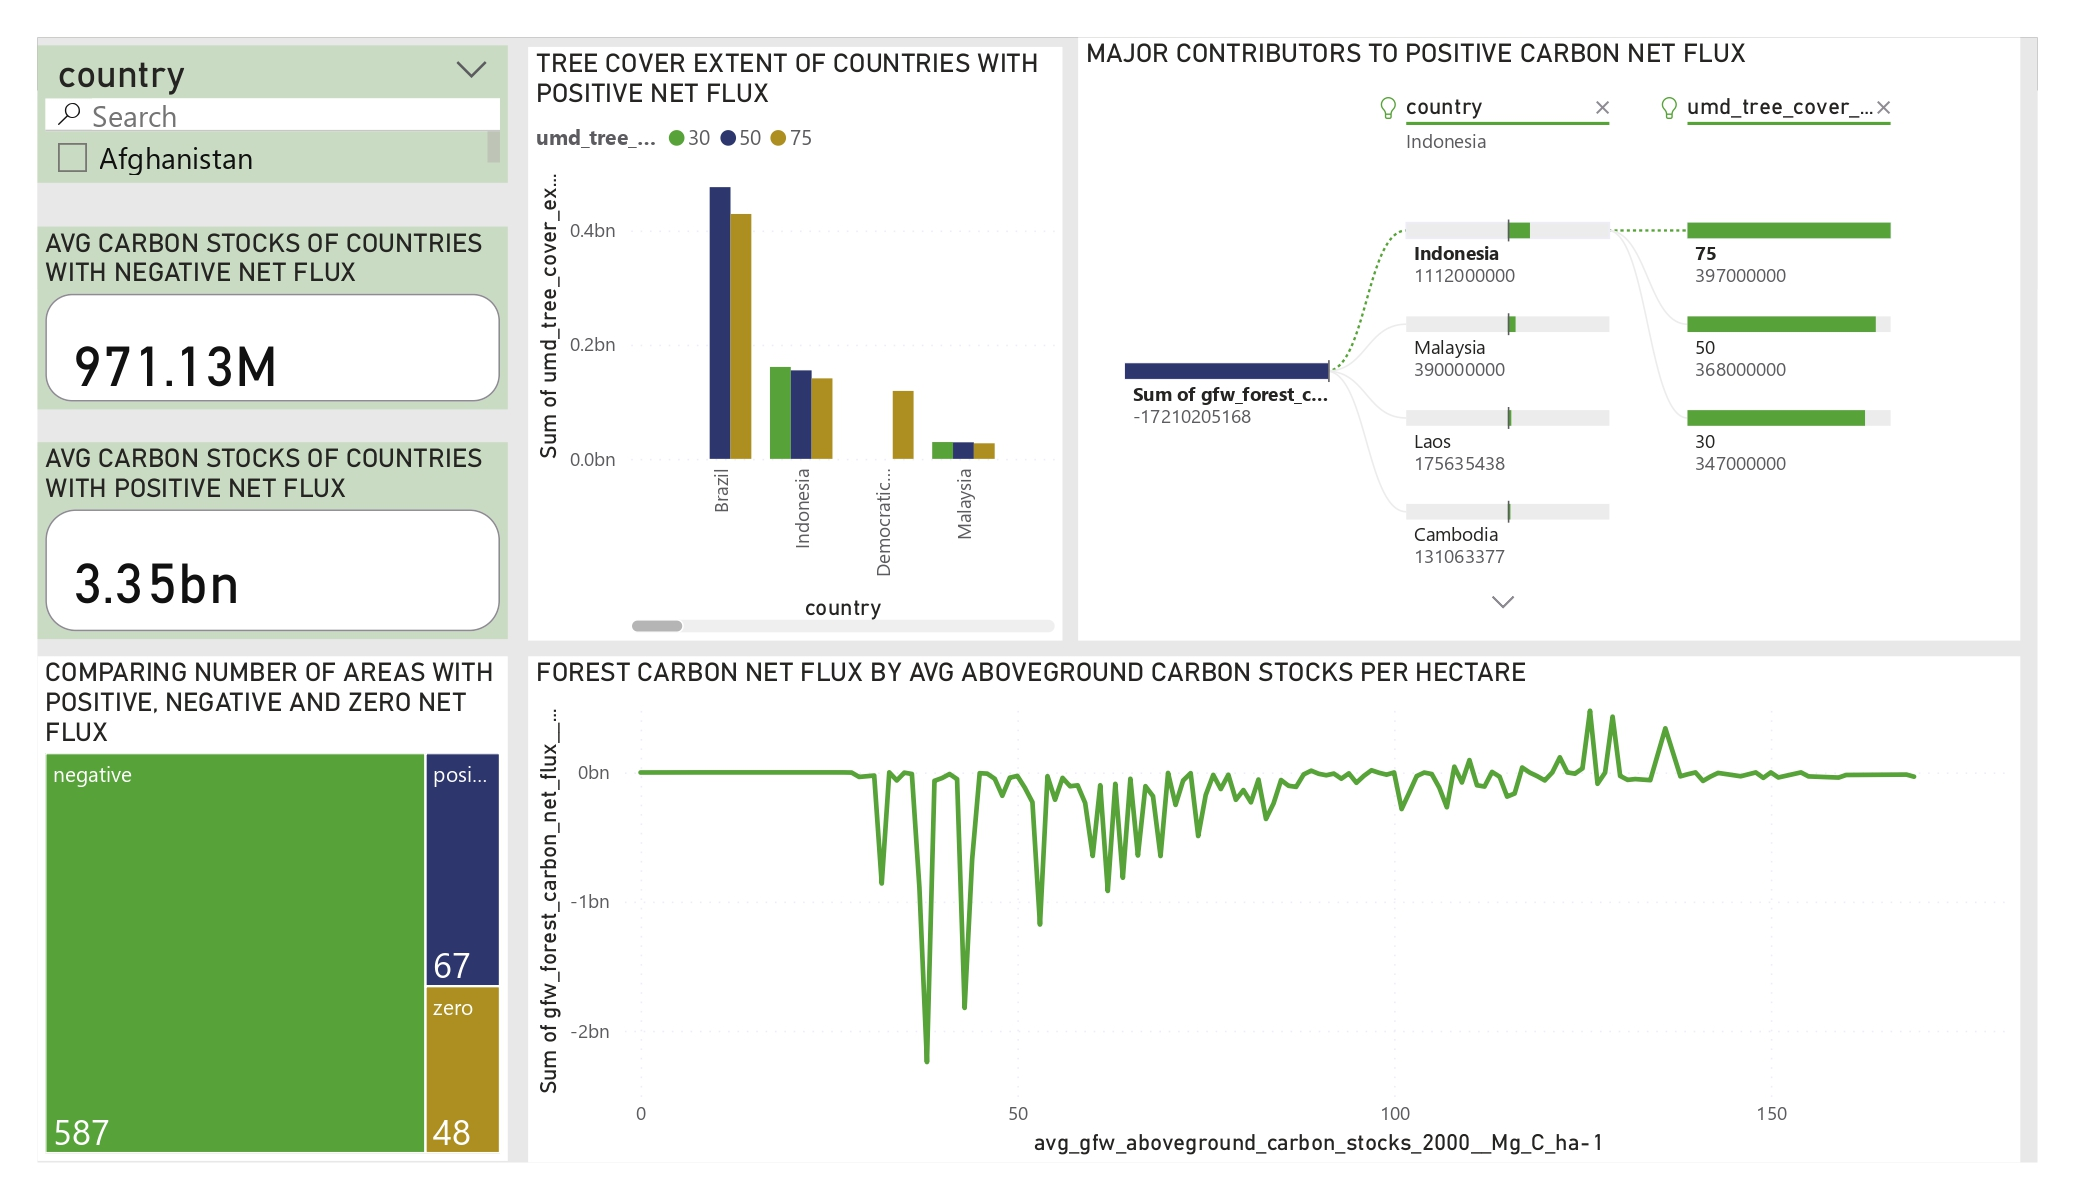 country
Search
Afghanistan
AVG CARBON STOCKS OF COUNTRIES
WITH NEGATIVE NET FLUX
971.13M
AVG CARBON STOCKS OF COUNTRIES
WITH POSITIVE NET FLUX
3.35bn
COMPARING NUMBER OF AREAS WITH
POSITIVE, NEGATIVE AND ZERO NET
FLUX
negative
587
posi...
67
zero
48
TREE COVER EXTENT OF COUNTRIES WITH
POSITIVE NET FLUX
umd_tree_... 30 50 75
Sum of umd_tree_cover_ex...
0.4bn
0.2bn
0.0bn
Brazil
Indonesia
Democratic...
Malaysia
country
MAJOR CONTRIBUTORS TO POSITIVE CARBON NET FLUX
country
Indonesia
umd_tree_cover_...
Sum of gfw_forest_c...
-17210205168
Indonesia
1112000000
Malaysia
390000000
Laos
175635438
Cambodia
131063377
75
397000000
50
368000000
30
347000000
FOREST CARBON NET FLUX BY AVG ABOVEGROUND CARBON STOCKS PER HECTARE
Sum of gfw_forest_carbon_net_flux__...
0bn
-1bn
-2bn
0 50 100 150
avg_gfw_aboveground_carbon_stocks_2000__Mg_C_ha-1